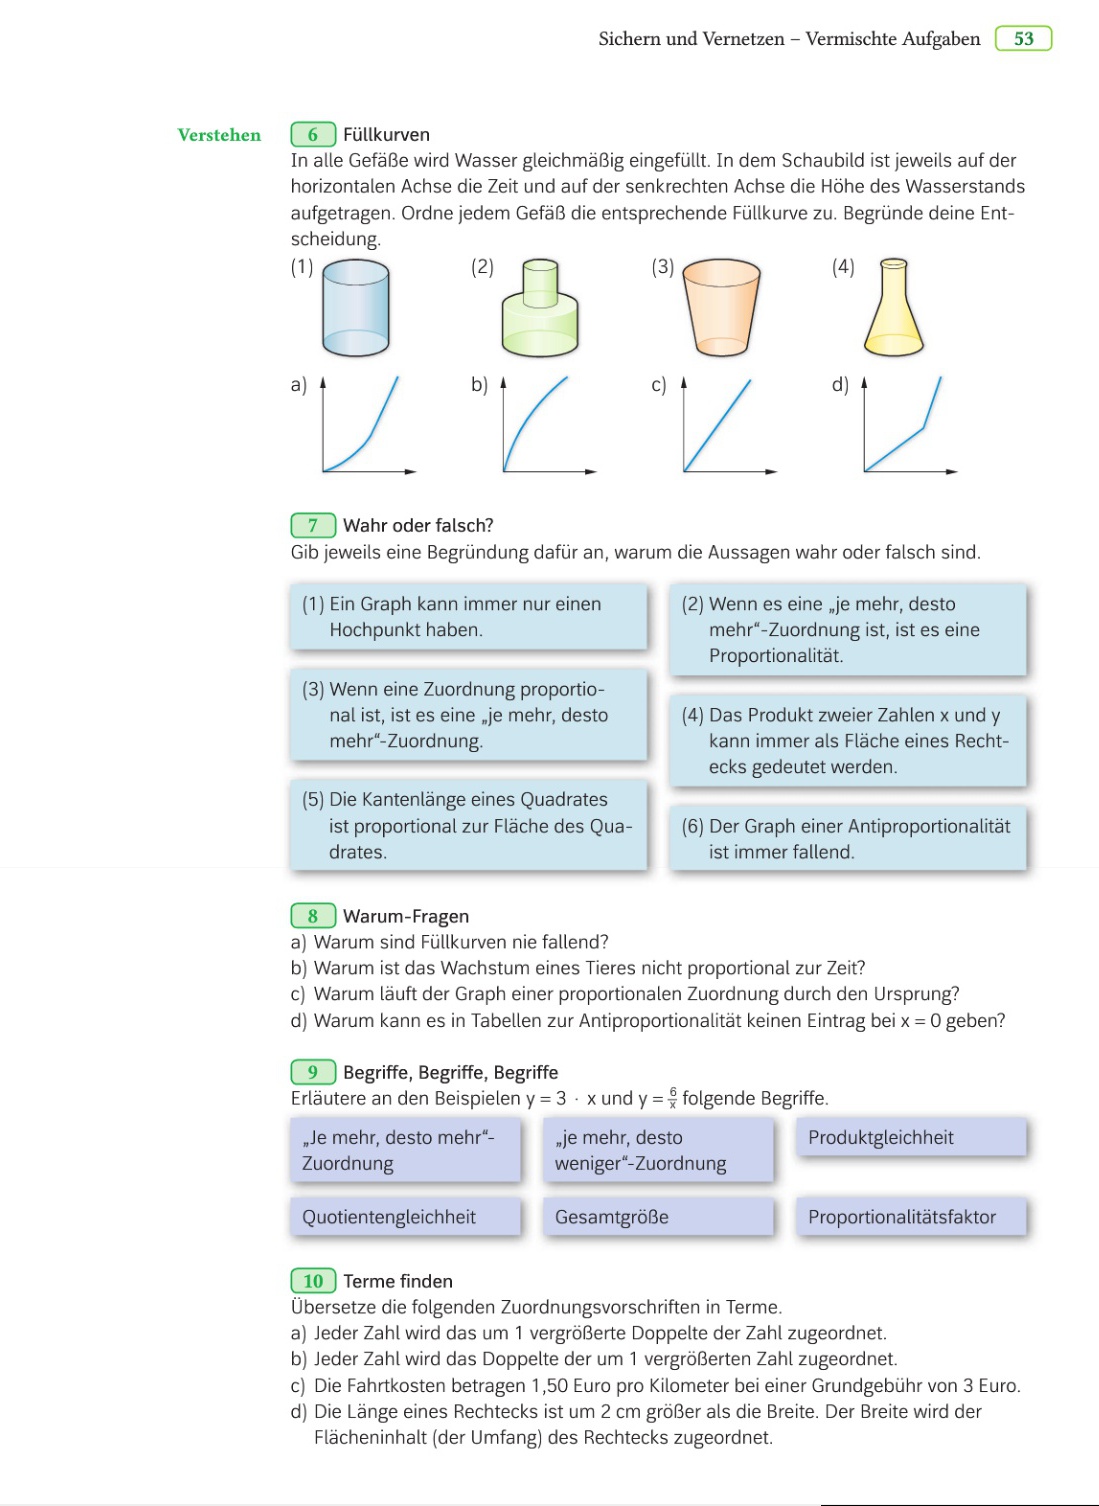 Sichern und Vernetzen – Vermischte Aufgaben 53
Verstehen
6 Füllkurven
In alle Gefäße wird Wasser gleichmäßig eingefüllt. In dem Schaubild ist jeweils auf der
horizontalen Achse die Zeit und auf der senkrechten Achse die Höhe des Wasserstands
aufgetragen. Ordne jedem Gefäß die entsprechende Füllkurve zu. Begründe deine Ent-
scheidung.
(1) (2) (3) (4)
a) b) c) d)
7 Wahr oder falsch?
Gib jeweils eine Begründung dafür an, warum die Aussagen wahr oder falsch sind.
(1) Ein Graph kann immer nur einen
Hochpunkt haben.
(2) Wenn es eine „je mehr, desto
mehr“-Zuordnung ist, ist es eine
Proportionalität.
(3) Wenn eine Zuordnung proportio-
nal ist, ist es eine „je mehr, desto
mehr“-Zuordnung.
(4) Das Produkt zweier Zahlen x und y
kann immer als Fläche eines Recht-
ecks gedeutet werden.
(5) Die Kantenlänge eines Quadrates
ist proportional zur Fläche des Qua-
drates.
(6) Der Graph einer Antiproportionalität
ist immer fallend.
8 Warum-Fragen
a) Warum sind Füllkurven nie fallend?
b) Warum ist das Wachstum eines Tieres nicht proportional zur Zeit?
c) Warum läuft der Graph einer proportionalen Zuordnung durch den Ursprung?
d) Warum kann es in Tabellen zur Antiproportionalität keinen Eintrag bei x = 0 geben?
9 Begriffe, Begriffe, Begriffe
Erläutere an den Beispielen y = 3 · x und y = 6/x folgende Begriffe.
„Je mehr, desto mehr“-
Zuordnung
„je mehr, desto
weniger“-Zuordnung
Produktgleichheit
Quotientengleichheit
Gesamtgröße
Proportionalitätsfaktor
10 Terme finden
Übersetze die folgenden Zuordnungsvorschriften in Terme.
a) Jeder Zahl wird das um 1 vergrößerte Doppelte der Zahl zugeordnet.
b) Jeder Zahl wird das Doppelte der um 1 vergrößerten Zahl zugeordnet.
c) Die Fahrtkosten betragen 1,50 Euro pro Kilometer bei einer Grundgebühr von 3 Euro.
d) Die Länge eines Rechtecks ist um 2 cm größer als die Breite. Der Breite wird der
Flächeninhalt (der Umfang) des Rechtecks zugeordnet.